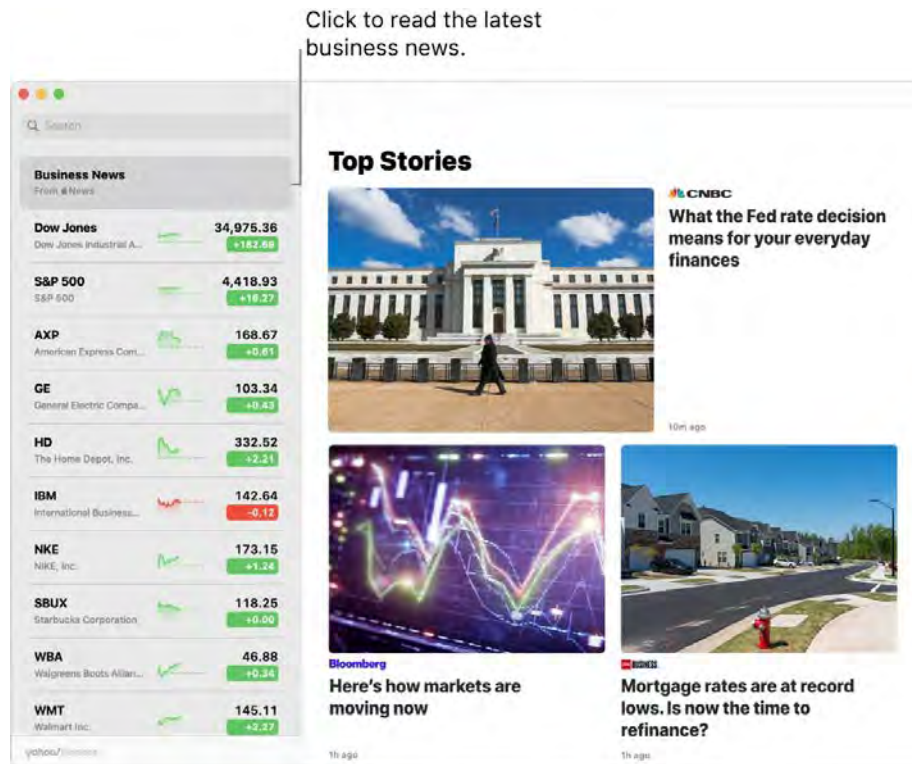 Click to read the latest
business news.
Search
Business News
From News
Dow Jones
Dow Jones Industrial A...
34,975.36
+182.69
S&P 500
S&P 500
4,418.93
+16.27
AXP
American Express Com...
168.67
+0.61
GE
General Electric Compa...
103.34
+0.43
HD
The Home Depot, Inc.
332.52
+2.21
IBM
International Business...
142.64
-0.12
NKE
NIKE, Inc.
173.15
+1.24
SBUX
Starbucks Corporation
118.25
+0.00
WBA
Walgreens Boots Allian...
46.88
+0.34
WMT
Walmart Inc.
145.11
+2.27
yahoo/finance
Top Stories
CNBC
What the Fed rate decision
means for your everyday
finances
10m ago
Bloomberg
Here's how markets are
moving now
1h ago
CNN BUSINESS
Mortgage rates are at record
lows. Is now the time to
refinance?
1h ago